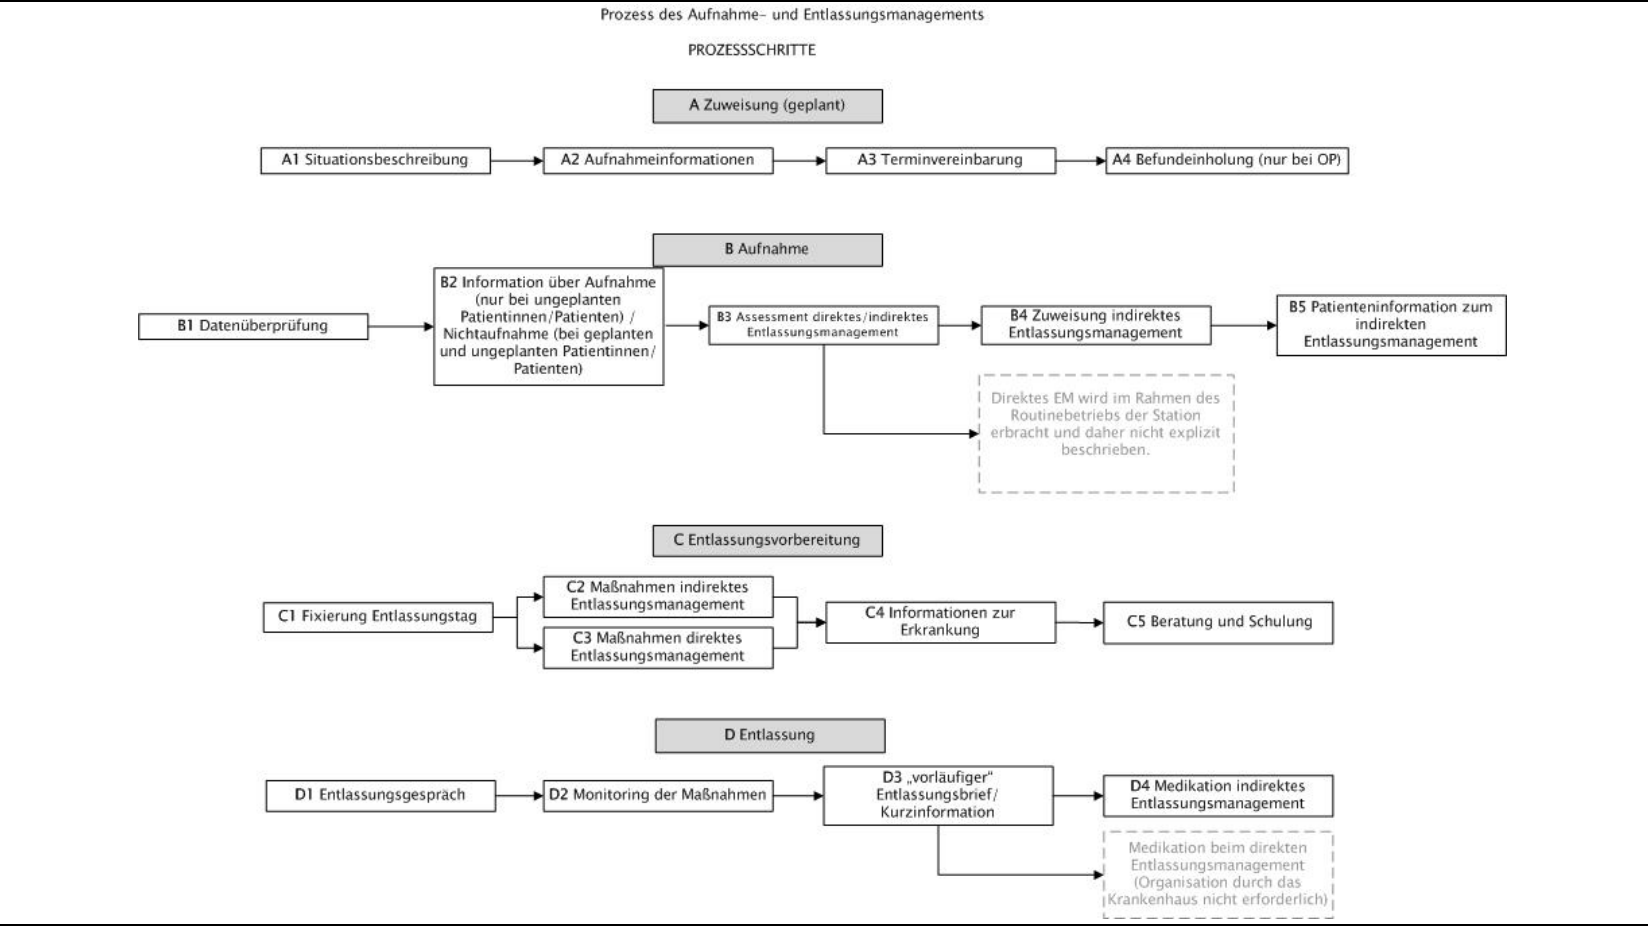 Prozess des Aufnahme- und Entlassungsmanagements
PROZESSSCHRITTE
A Zuweisung (geplant)
A1 Situationsbeschreibung
A2 Aufnahmeinformationen
A3 Terminvereinbarung
A4 Befundeinholung (nur bei OP)
B Aufnahme
B1 Datenüberprüfung
B2 Information über Aufnahme
(nur bei ungeplanten
Patientinnen/Patienten) /
Nichtaufnahme (bei geplanten
und ungeplanten Patientinnen/
Patienten)
B3 Assessment direktes/indirektes
Entlassungsmanagement
B4 Zuweisung indirektes
Entlassungsmanagement
B5 Patienteninformation zum
indirekten
Entlassungsmanagement
Direktes EM wird im Rahmen des
Routinebetriebs der Station
erbracht und daher nicht explizit
beschrieben.
C Entlassungsvorbereitung
C1 Fixierung Entlassungstag
C2 Maßnahmen indirektes
Entlassungsmanagement
C3 Maßnahmen direktes
Entlassungsmanagement
C4 Informationen zur
Erkrankung
C5 Beratung und Schulung
D Entlassung
D1 Entlassungsgespräch
D2 Monitoring der Maßnahmen
D3 „vorläufiger“
Entlassungsbrief/
Kurzinformation
D4 Medikation indirektes
Entlassungsmanagement
Medikation beim direkten
Entlassungsmanagement
(Organisation durch das
Krankenhaus nicht erforderlich)